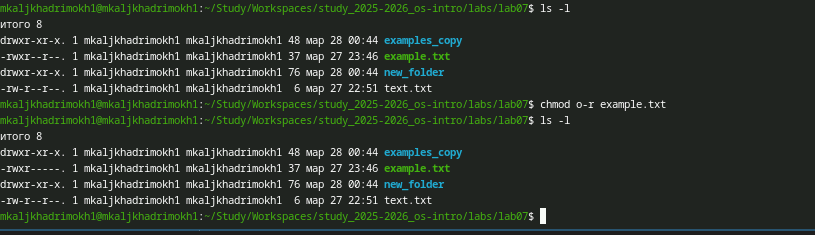 mkaljkhadrimokh1@mkaljkhadrimokh1:~/Study/Workspaces/study_2025-2026_os-intro/labs/lab07$ ls -l
итого 8
drwxr-xr-x. 1 mkaljkhadrimokh1 mkaljkhadrimokh1 48 мар 28 00:44 examples_copy
-rwxr--r--. 1 mkaljkhadrimokh1 mkaljkhadrimokh1 37 мар 27 23:46 example.txt
drwxr-xr-x. 1 mkaljkhadrimokh1 mkaljkhadrimokh1 76 мар 28 00:44 new_folder
-rw-r--r--. 1 mkaljkhadrimokh1 mkaljkhadrimokh1  6 мар 27 22:51 text.txt
mkaljkhadrimokh1@mkaljkhadrimokh1:~/Study/Workspaces/study_2025-2026_os-intro/labs/lab07$ chmod o-r example.txt
mkaljkhadrimokh1@mkaljkhadrimokh1:~/Study/Workspaces/study_2025-2026_os-intro/labs/lab07$ ls -l
итого 8
drwxr-xr-x. 1 mkaljkhadrimokh1 mkaljkhadrimokh1 48 мар 28 00:44 examples_copy
-rwxr-----. 1 mkaljkhadrimokh1 mkaljkhadrimokh1 37 мар 27 23:46 example.txt
drwxr-xr-x. 1 mkaljkhadrimokh1 mkaljkhadrimokh1 76 мар 28 00:44 new_folder
-rw-r--r--. 1 mkaljkhadrimokh1 mkaljkhadrimokh1  6 мар 27 22:51 text.txt
mkaljkhadrimokh1@mkaljkhadrimokh1:~/Study/Workspaces/study_2025-2026_os-intro/labs/lab07$